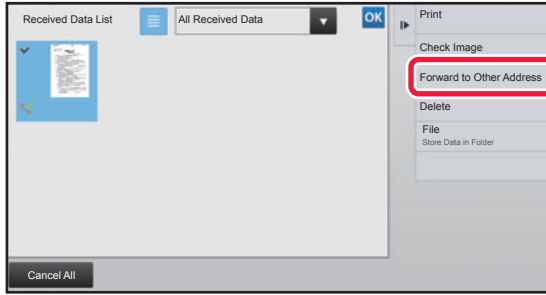 Received Data List
All Received Data
OK
Print
Check Image
Forward to Other Address
Delete
File
Store Data in Folder
Cancel All